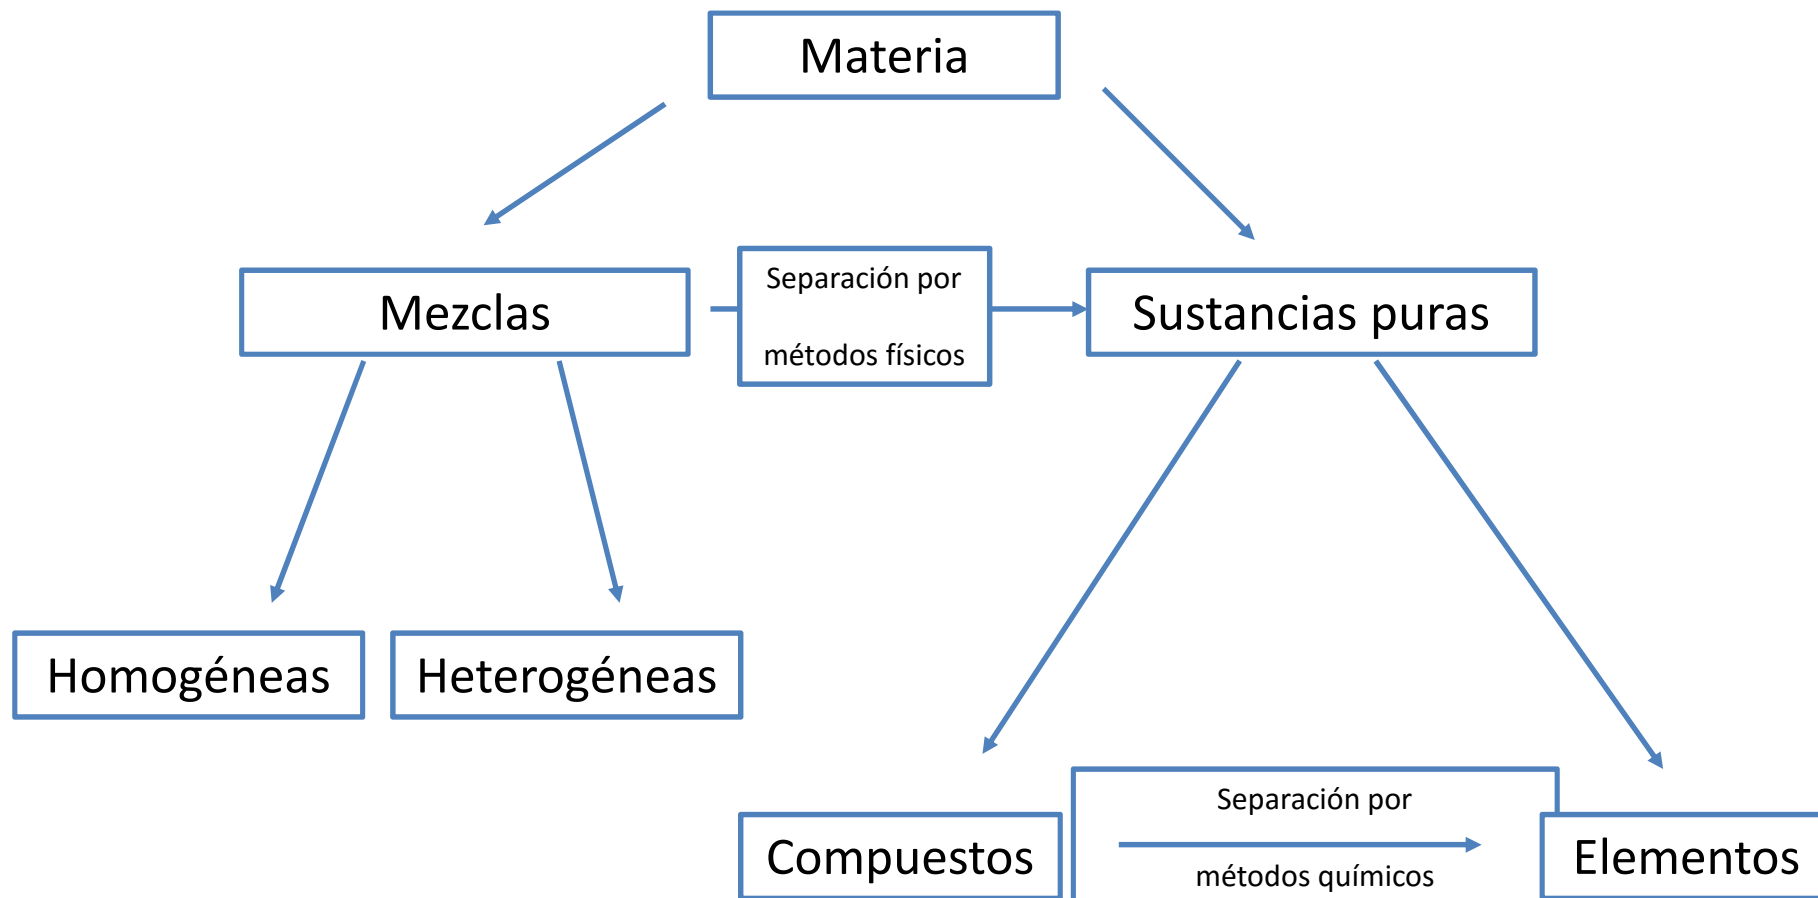 Materia
Mezclas
Separación por
métodos físicos
Sustancias puras
Homogéneas
Heterogéneas
Compuestos
Separación por
métodos químicos
Elementos